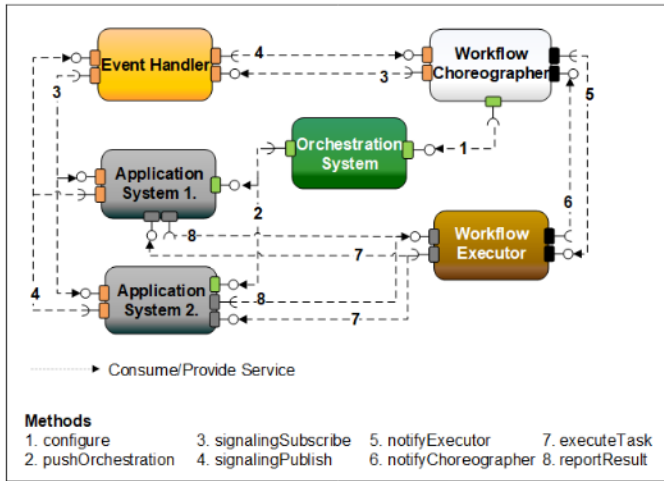 Event Handler
4
3
Workflow
Choreographer
5
3
Orchestration
System
1
Application
System 1.
2
6
8
7
Workflow
Executor
4
Application
System 2.
8
7
Consume/Provide Service
Methods
1. configure 3. signalingSubscribe 5. notifyExecutor 7. executeTask
2. pushOrchestration 4. signalingPublish 6. notifyChoreographer 8. reportResult